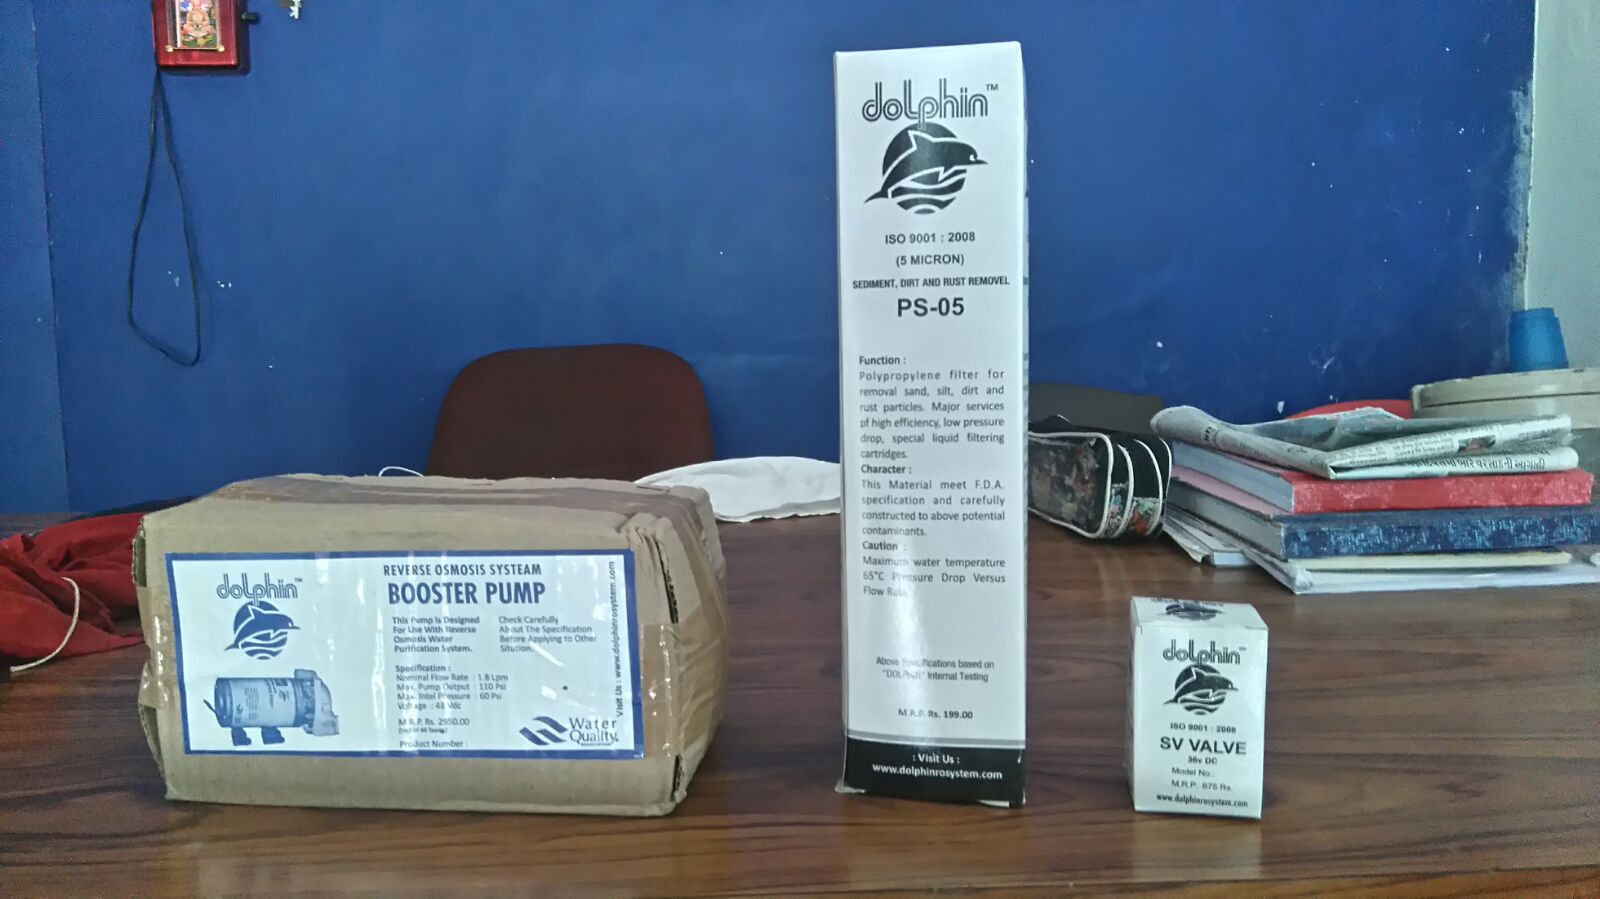 dolphin™
REVERSE OSMOSIS SYSTEAM
BOOSTER PUMP
This Pump is Designed
For Use With Reverse
Osmosis Water
Purification System.
Check Carefully
About The Specification
Before Applying to Other
Sitution.
Specification :
Nominal Flow Rate : 1.8 Lpm
Max. Pump Output : 110 Psi
Max. Intel Pressure : 60 Psi
Voltage : 48 Vdc
M.R.P. Rs. 2950.00
Product Number :
Water
Quality
Visit Us : www.dolphinrosystem.com
dolphiin™
ISO 9001 : 2008
(5 MICRON)
SEDIMENT, DIRT AND RUST REMOVEL
PS-05
Function :
Polypropylene filter for
removal sand, silt, dirt and
rust particles. Major services
of high efficiency, low pressure
drop, special liquid filtering
cartridges.
Character :
This Material meet F.D.A.
specification and carefully
constructed to above potential
contaminants.
Caution :
Maximum water temperature
65°C Pressure Drop Versus
Flow Rate
Above Specifications based on
Internal Testing
M.R.P. Rs. 199.00
: Visit Us :
www.dolphinrosystem.com
dolphin™
ISO 9001 : 2008
SV VALVE
36v DC
Model No.:
M.R.P. 675 Rs.
www.dolphinrosystem.com